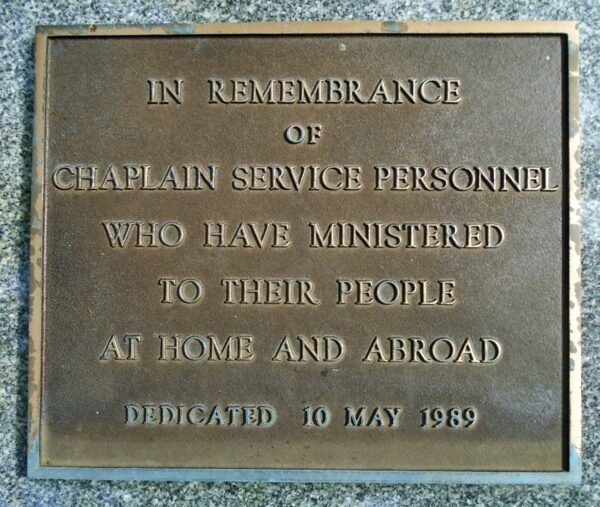 IN REMEMBRANCE
OF
CHAPLAIN SERVICE PERSONNEL
WHO HAVE MINISTERED
TO THEIR PEOPLE
AT HOME AND ABROAD
DEDICATED 10 MAY 1989